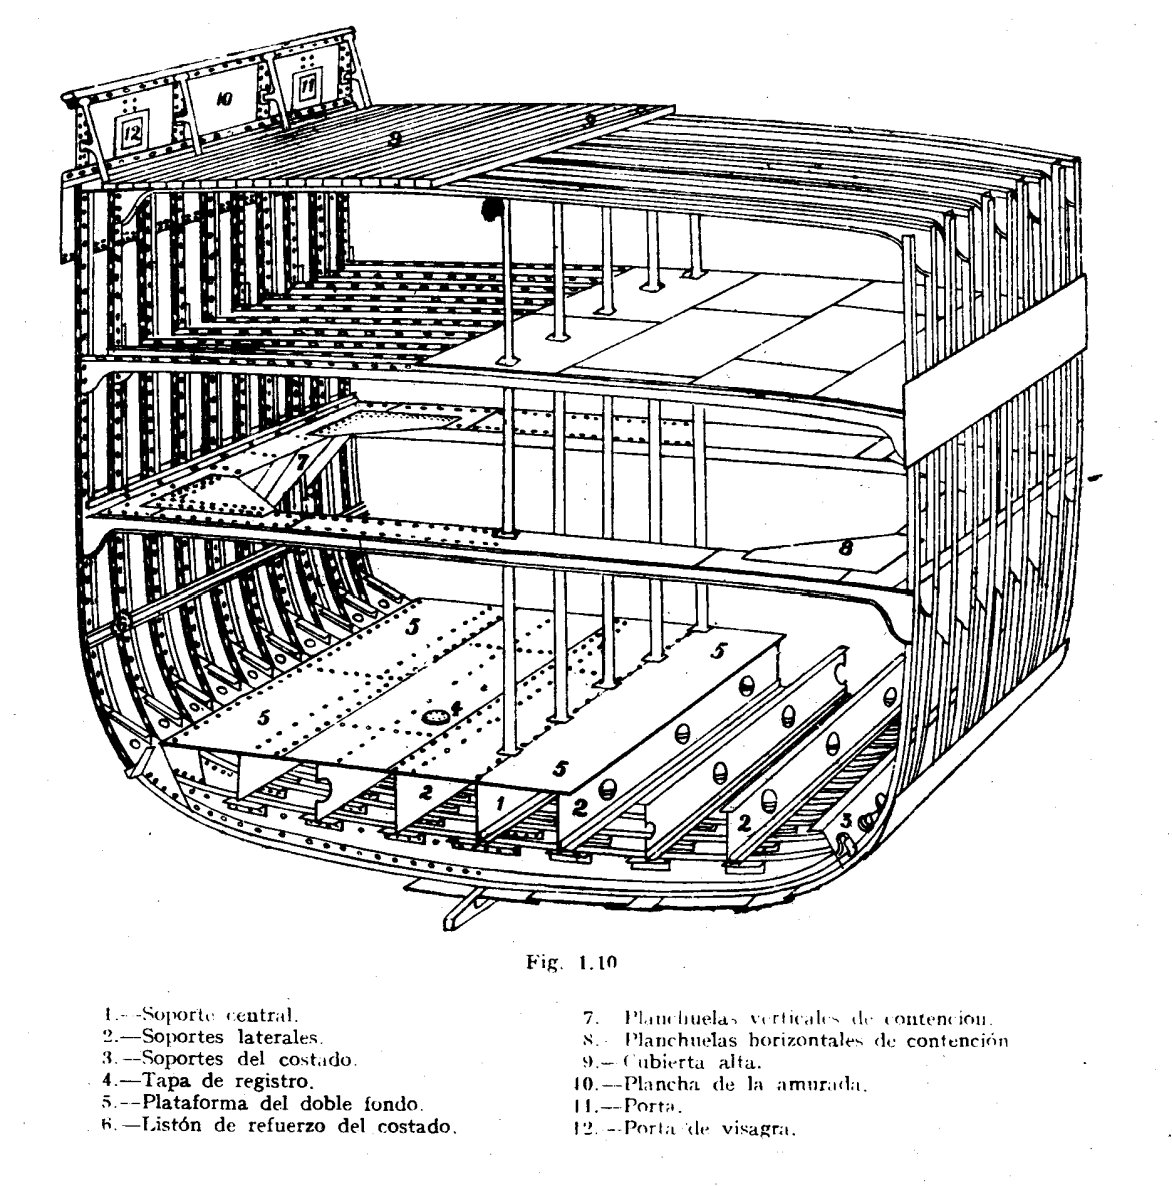 11
10
12
9
9
7
8
5
5
4
5
5
2
1
2
2
3
Fig. 1.10
1.--Soporte central.
2.—Soportes laterales.
3.—Soportes del costado.
4.—Tapa de registro.
5.--Plataforma del doble fondo.
6.—Listón de refuerzo del costado.
7. Planchuelas verticales de contención.
8.- Planchuelas horizontales de contención
9.—Cubierta alta.
10.—Plancha de la amurada.
11.—Porta.
12.--Porta de visagra.